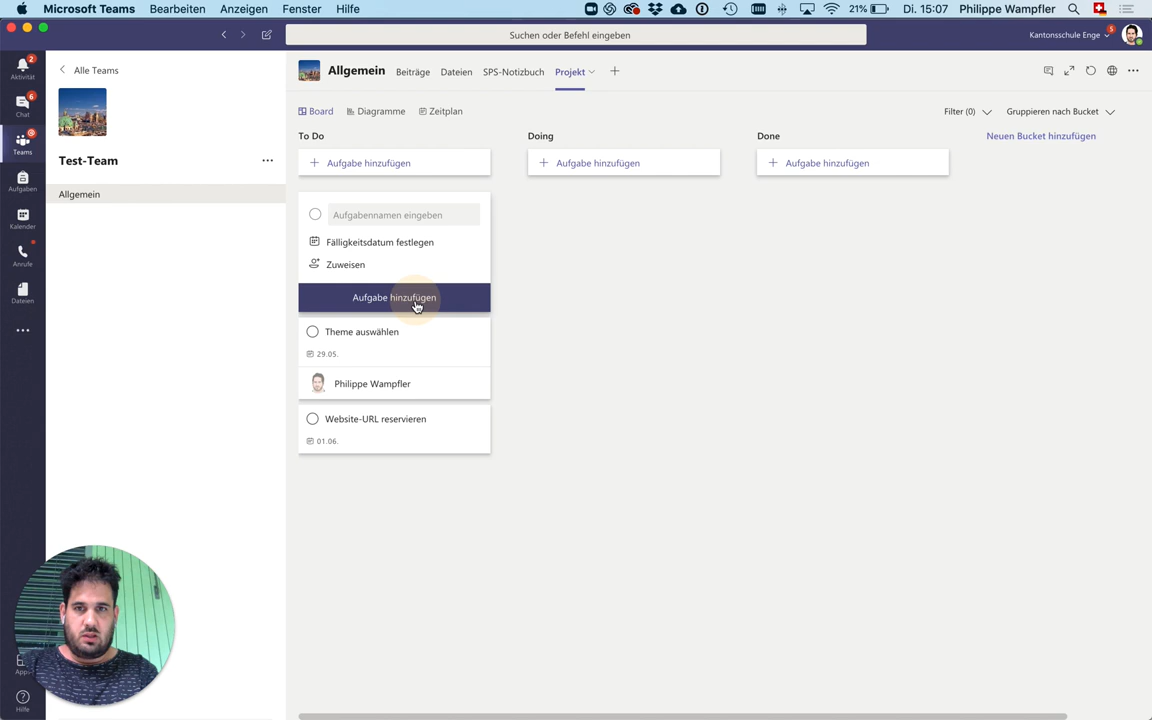 Microsoft Teams Bearbeiten Anzeigen Fenster Hilfe 21% Di. 15:07 Philippe Wampfler
Suchen oder Befehl eingeben
Kantonsschule Enge 5
2
Aktivität
6
Chat
Teams
Aufgaben
Kalender
Anrufe
Dateien
Hilfe
Alle Teams
Test-Team
Allgemein
Allgemein Beiträge Dateien SPS-Notizbuch Projekt
Board Diagramme Zeitplan Filter (0) Gruppieren nach Bucket
To Do Doing Done Neuen Bucket hinzufügen
Aufgabe hinzufügen Aufgabe hinzufügen Aufgabe hinzufügen
Aufgabennamen eingeben
Fälligkeitsdatum festlegen
Zuweisen
Aufgabe hinzufügen
Theme auswählen
29.05.
Philippe Wampfler
Website-URL reservieren
01.06.